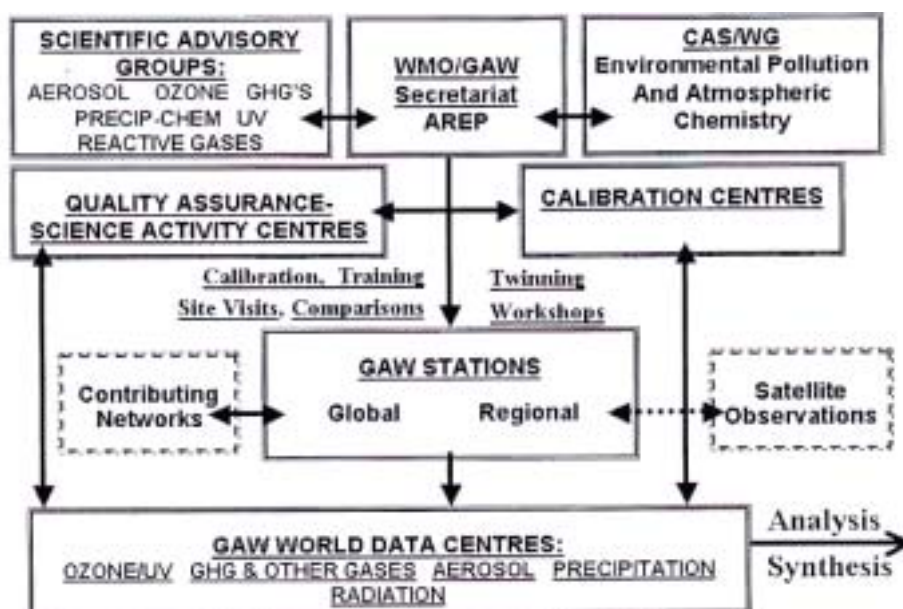 SCIENTIFIC ADVISORY
GROUPS:
AEROSOL OZONE GHG'S
PRECIP-CHEM UV
REACTIVE GASES
WMO/GAW
Secretariat
AREP
CAS/WG
Environmental Pollution
And Atmospheric
Chemistry
QUALITY ASSURANCE-
SCIENCE ACTIVITY CENTRES
CALIBRATION CENTRES
Calibration, Training
Site Visits, Comparisons
Twinning
Workshops
GAW STATIONS
Global Regional
Contributing
Networks
Satellite
Observations
GAW WORLD DATA CENTRES:
OZONE/UV GHG & OTHER GASES AEROSOL PRECIPITATION
RADIATION
Analysis
Synthesis